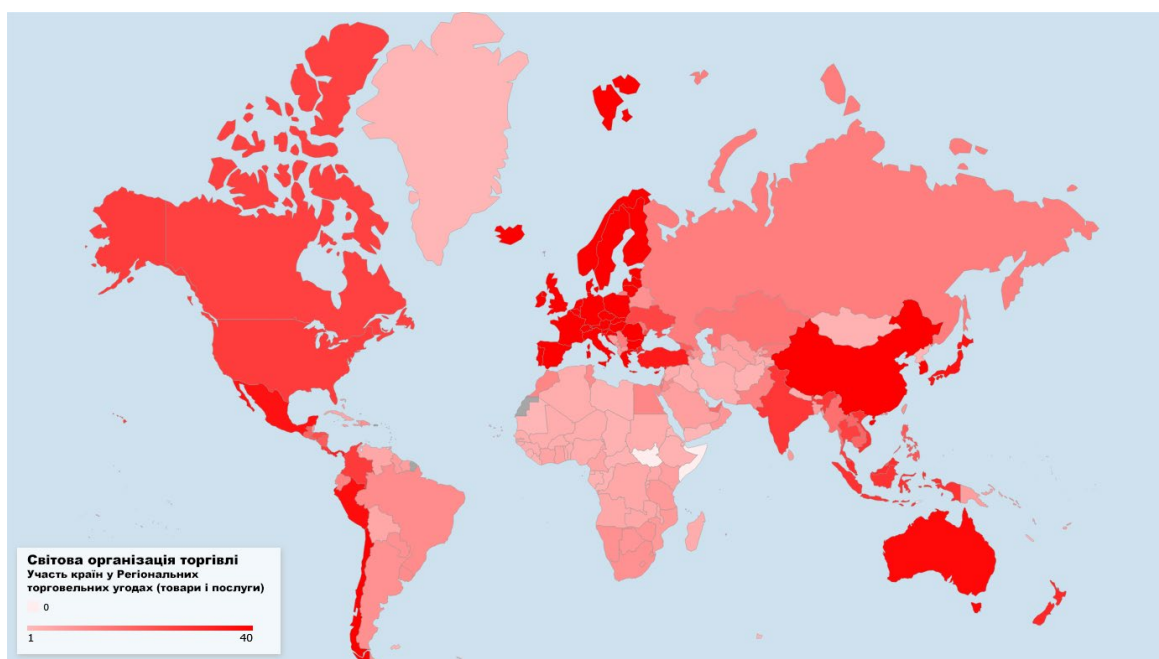 Світова організація торгівлі
Участь країн у Регіональних
торговельних угодах (товари і послуги)
0
1 40